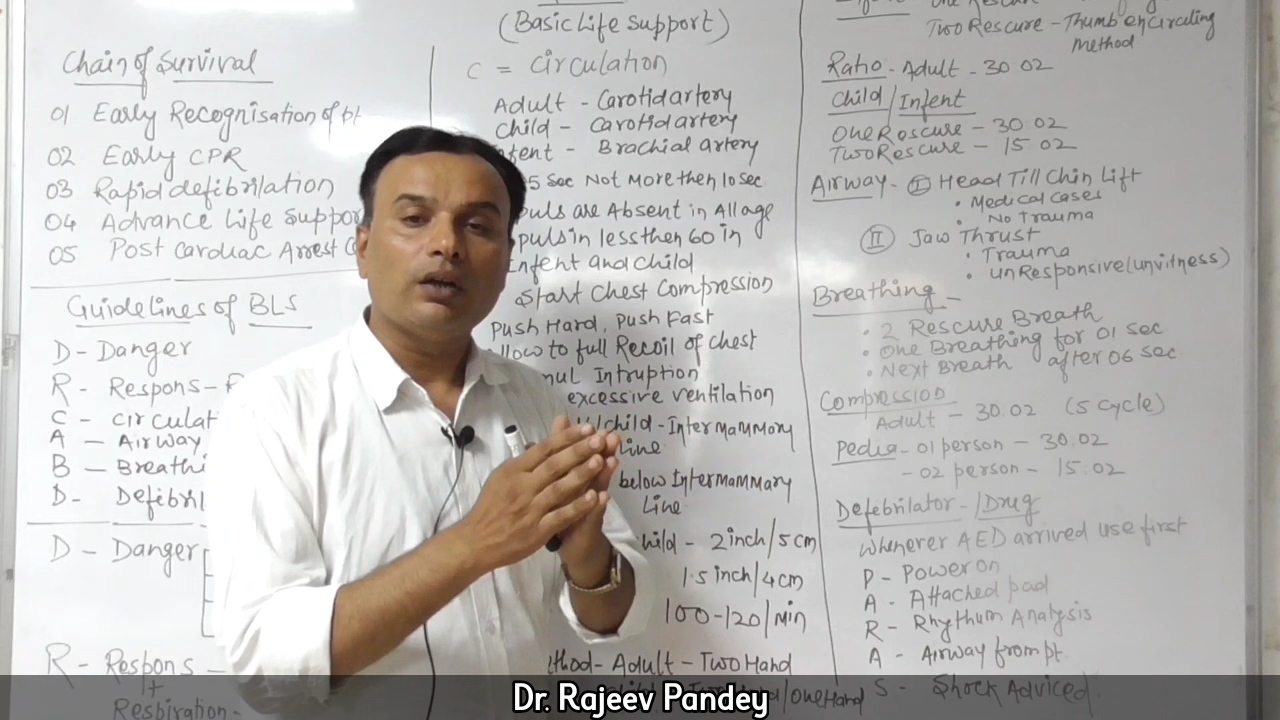 (Basic Life Support)
Chain of Survival
01 Early Recognisation of pt
02 Early CPR
03 Rapid defibrilation
04 Advance Life Suppor
05 Post Cardiac Arrest
Guidelines of BLS
D - Danger
R - Respons -
C - circulat
A - Airway
B - Breathi
D - Defibril
D - Danger
R - Respons -
+
Respiration -
C = circulation
Adult - Carotid artery
Child - Carotid artery
fent - Brachial artery
5 sec Not More then 10 sec
puls are Absent in All age
puls in less then 60 in
Infent and child
Start Chest Compression
Push Hard, Push Fast
llow to full Recoil of chest
Intruption
excessive ventilation
/child - Intermammory
Line
below Intermammary
Line
hild - 2 inch/5 cm
1.5 inch/4 cm
100-120/min
thod - Adult - Two Hand
/one Hand
Two Rescure - Thumb encircling
Method
Ratio - Adult - 30:02
Child/Infent
One Rescure - 30:02
Two Rescure - 15:02
Airway - I Head Till Chin Lift
• Medical Cases
• No Trauma
II Jaw Thrust
• Trauma
• unResponsive (unvitness)
Breathing -
• 2 Rescure Breath
• One Breathing for 01 sec
• Next Breath after 06 sec
Compression
Adult - 30:02 (5 cycle)
Pedia - 01 person - 30:02
- 02 person - 15:02
Defebrilator - /Drug
Whenever AED arrived use first
P - Power on
A - Attached pad
R - Rhythum Analysis
A - Airway from pt.
S - Shock Adviced
Dr. Rajeev Pandey